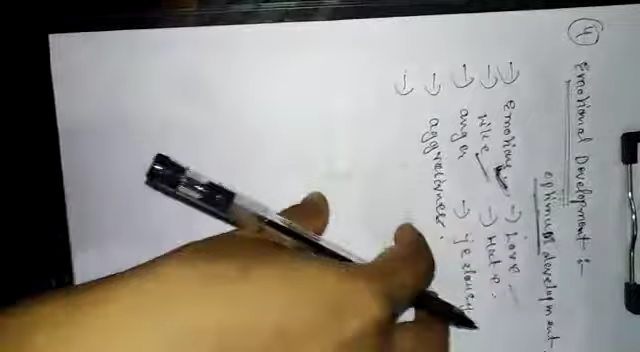 ④ Emotional Development :-
optimum development.
→ Emotions → Love
→ like → Hate.
→ anger → jealousy
→ aggressiveness.
→